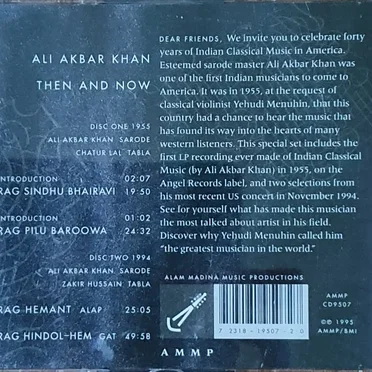 ALI AKBAR KHAN
THEN AND NOW
DISC ONE 1955
ALI AKBAR KHAN SARODE
CHATUR LAL TABLA
INTRODUCTION 02:07
RAG SINDHU BHAIRAVI 19:50
INTRODUCTION 01:02
RAG PILU BAROOWA 24:32
DISC TWO 1994
ALI AKBAR KHAN SARODE
ZAKIR HUSSAIN TABLA
RAG HEMANT ALAP 25:05
RAG HINDOL-HEM GAT 49:58
DEAR FRIENDS, We invite you to celebrate forty
years of Indian Classical Music in America.
Esteemed sarode master Ali Akbar Khan was
one of the first Indian musicians to come to
America. It was in 1955, at the request of
classical violinist Yehudi Menuhin, that this
country had a chance to hear the music that
has found its way into the hearts of many
western listeners. This special set includes the
first LP recording ever made of Indian Classical
Music (by Ali Akbar Khan) in 1955, on the
Angel Records label, and two selections from
his most recent US concert in November 1994.
See for yourself what has made this musician
the most talked about artist in his field.
Discover why Yehudi Menuhin called him
"the greatest musician in the world."
ALAM MADINA MUSIC PRODUCTIONS
AMMP
CD9507
7 2318-19507-2 0
© 1995
AMMP/BMI
AMMP